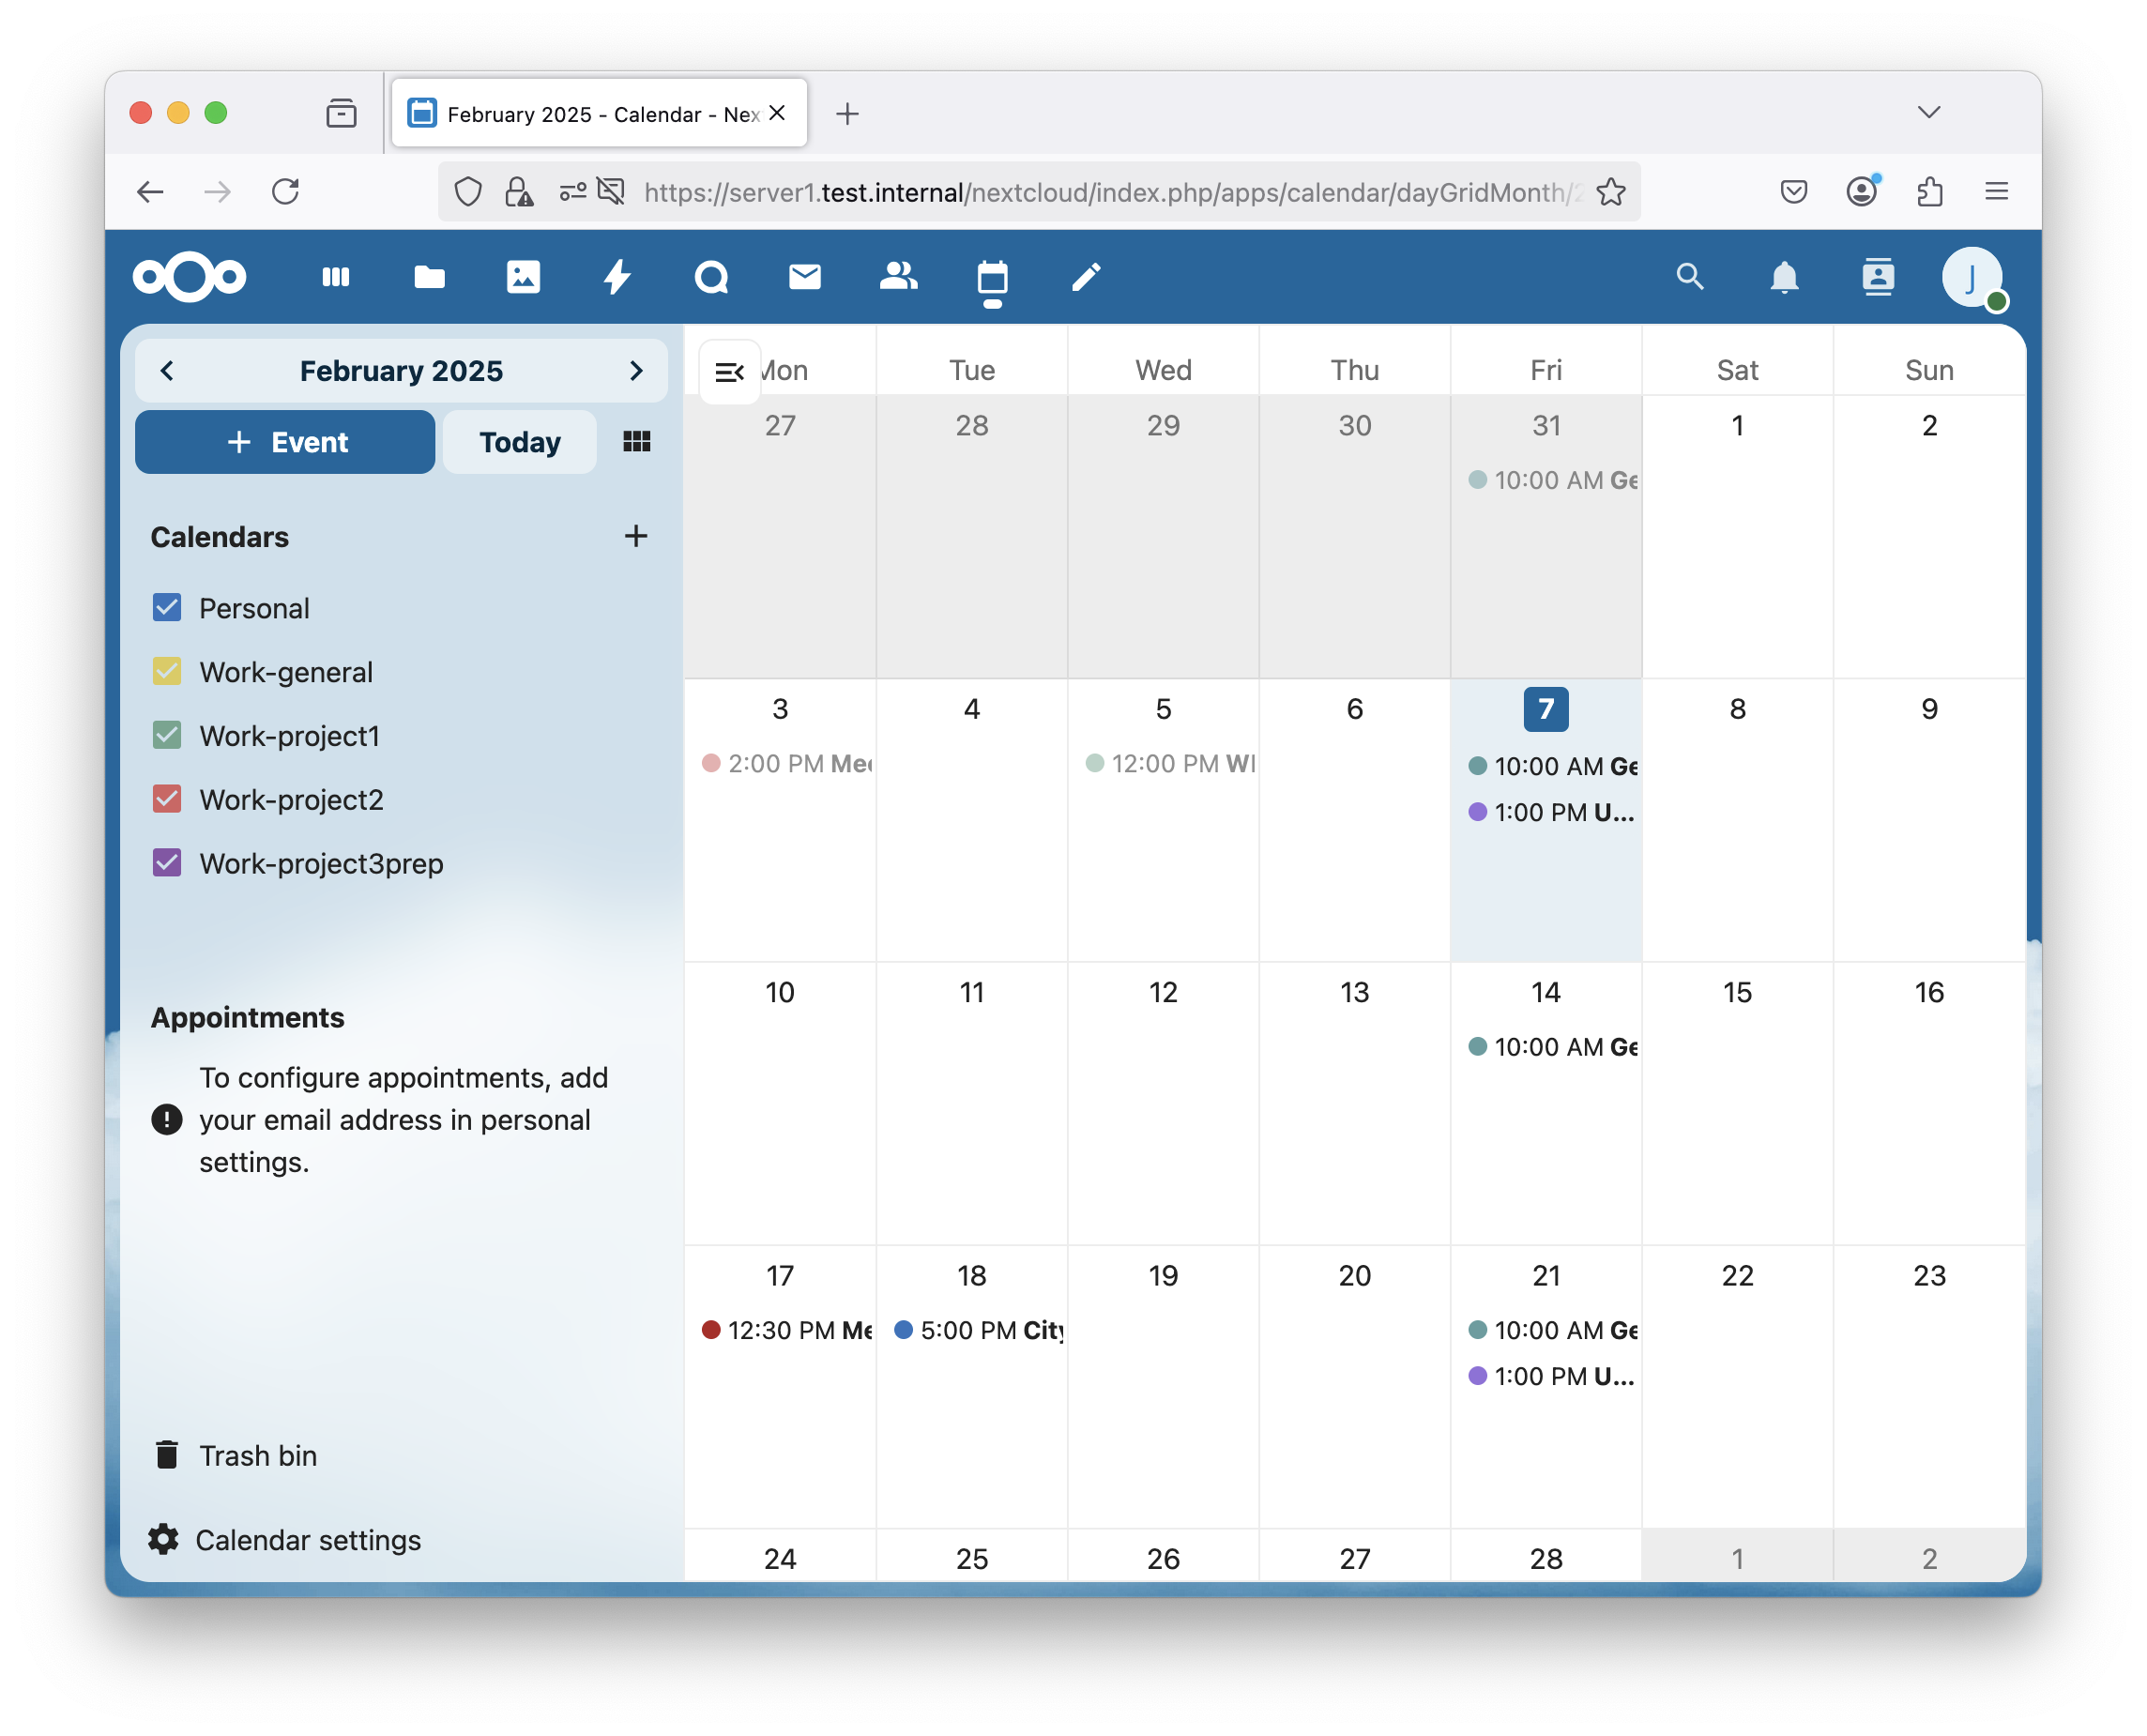 February 2025 - Calendar - Nex
https://server1.test.internal/nextcloud/index.php/apps/calendar/dayGridMonth/2
J
February 2025
+ Event
Today
Calendars
Personal
Work-general
Work-project1
Work-project2
Work-project3prep
Appointments
To configure appointments, add
your email address in personal
settings.
Trash bin
Calendar settings
Mon Tue Wed Thu Fri Sat Sun
27 28 29 30 31 1 2
10:00 AM Ge
3 4 5 6 7 8 9
2:00 PM Mee
12:00 PM
10:00 AM Ge
1:00 PM U...
10 11 12 13 14 15 16
10:00 AM Ge
17 18 19 20 21 22 23
12:30 PM Me
5:00 PM City
10:00 AM Ge
1:00 PM U...
24 25 26 27 28 1 2